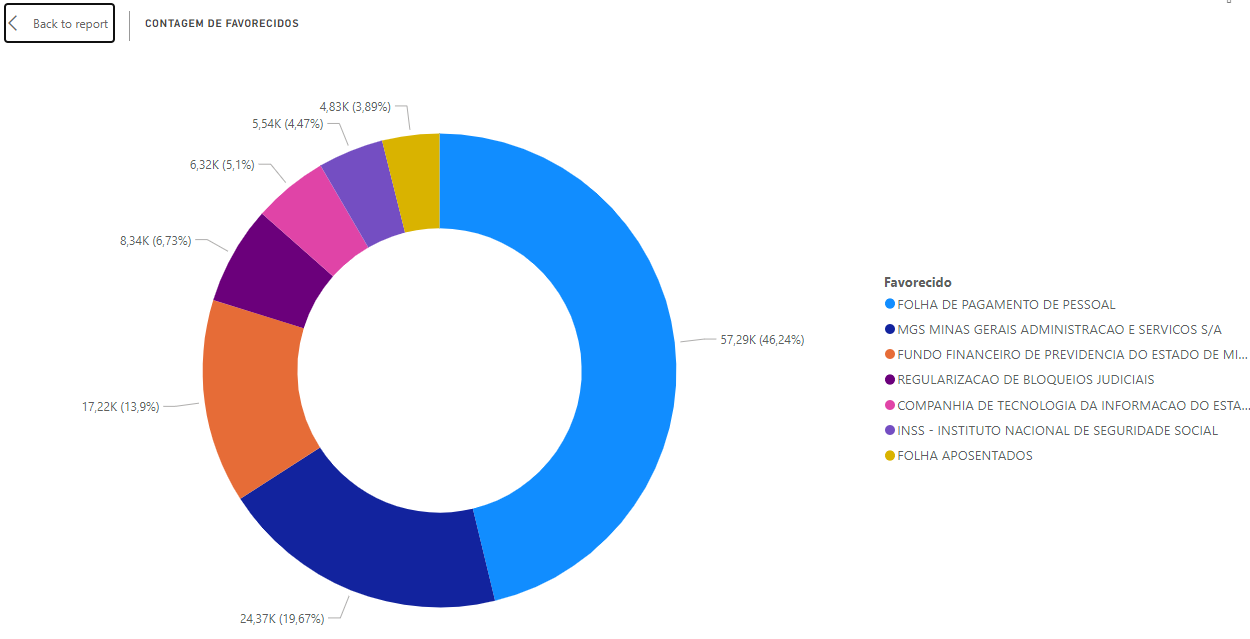 Back to report
CONTAGEM DE FAVORECIDOS
4,83K (3,89%)
5,54K (4,47%)
6,32K (5,1%)
8,34K (6,73%)
57,29K (46,24%)
17,22K (13,9%)
24,37K (19,67%)
Favorecido
FOLHA DE PAGAMENTO DE PESSOAL
MGS MINAS GERAIS ADMINISTRACAO E SERVICOS S/A
FUNDO FINANCEIRO DE PREVIDENCIA DO ESTADO DE MI...
REGULARIZACAO DE BLOQUEIOS JUDICIAIS
COMPANHIA DE TECNOLOGIA DA INFORMACAO DO ESTA...
INSS - INSTITUTO NACIONAL DE SEGURIDADE SOCIAL
FOLHA APOSENTADOS